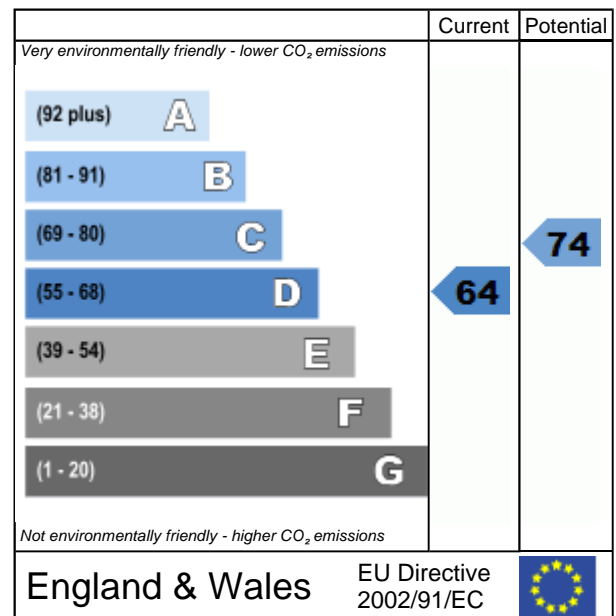 Current Potential
Very environmentally friendly - lower CO₂ emissions
(92 plus) A
(81 - 91) B
(69 - 80) C
74
(55 - 68) D
64
(39 - 54) E
(21 - 38) F
(1 - 20) G
Not environmentally friendly - higher CO₂ emissions
England & Wales
EU Directive
2002/91/EC